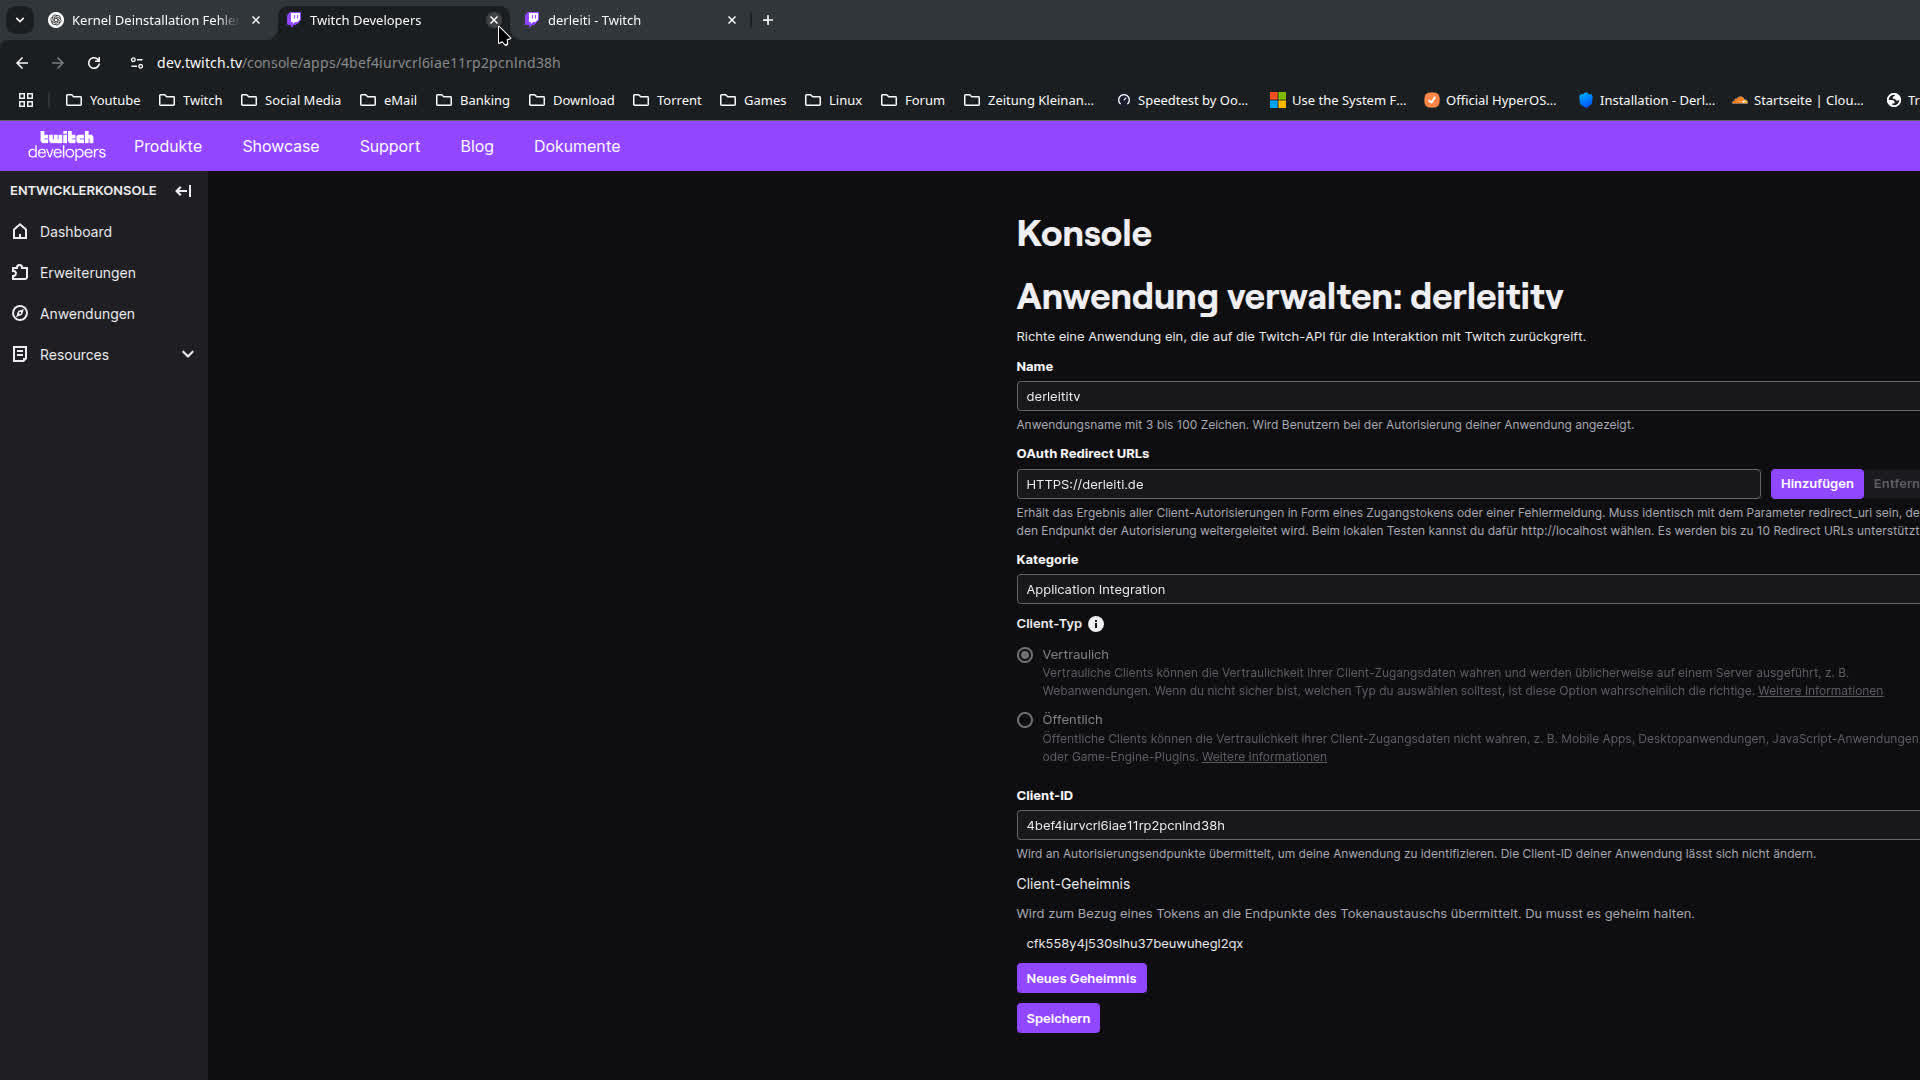 Kernel Deinstallation Fehle
Twitch Developers
derleiti - Twitch
dev.twitch.tv/console/apps/4bef4iurvcrl6iae11rp2pcnlnd38h
Youtube
Twitch
Social Media
eMail
Banking
Download
Torrent
Games
Linux
Forum
Zeitung Kleinan...
Speedtest by Oo...
Use the System F...
Official HyperOS...
Installation - Derl...
Startseite | Clou...
Tr
twitch
developers
Produkte
Showcase
Support
Blog
Dokumente
ENTWICKLERKONSOLE
Dashboard
Erweiterungen
Anwendungen
Resources
Konsole
Anwendung verwalten: derleititv
Richte eine Anwendung ein, die auf die Twitch-API für die Interaktion mit Twitch zurückgreift.
Name
derleititv
Anwendungsname mit 3 bis 100 Zeichen. Wird Benutzern bei der Autorisierung deiner Anwendung angezeigt.
OAuth Redirect URLs
HTTPS://derleiti.de
Hinzufügen
Entfern
Erhält das Ergebnis aller Client-Autorisierungen in Form eines Zugangstokens oder einer Fehlermeldung. Muss identisch mit dem Parameter redirect_uri sein, de
den Endpunkt der Autorisierung weitergeleitet wird. Beim lokalen Testen kannst du dafür http://localhost wählen. Es werden bis zu 10 Redirect URLs unterstützt
Kategorie
Application Integration
Client-Typ
Vertraulich
Vertrauliche Clients können die Vertraulichkeit ihrer Client-Zugangsdaten wahren und werden üblicherweise auf einem Server ausgeführt, z. B.
Webanwendungen. Wenn du nicht sicher bist, welchen Typ du auswählen solltest, ist diese Option wahrscheinlich die richtige. Weitere Informationen
Öffentlich
Öffentliche Clients können die Vertraulichkeit ihrer Client-Zugangsdaten nicht wahren, z. B. Mobile Apps, Desktopanwendungen, JavaScript-Anwendungen
oder Game-Engine-Plugins. Weitere Informationen
Client-ID
4bef4iurvcrl6iae11rp2pcnlnd38h
Wird an Autorisierungsendpunkte übermittelt, um deine Anwendung zu identifizieren. Die Client-ID deiner Anwendung lässt sich nicht ändern.
Client-Geheimnis
Wird zum Bezug eines Tokens an die Endpunkte des Tokenaustauschs übermittelt. Du musst es geheim halten.
cfk558y4j530slhu37beuwuhegl2qx
Neues Geheimnis
Speichern